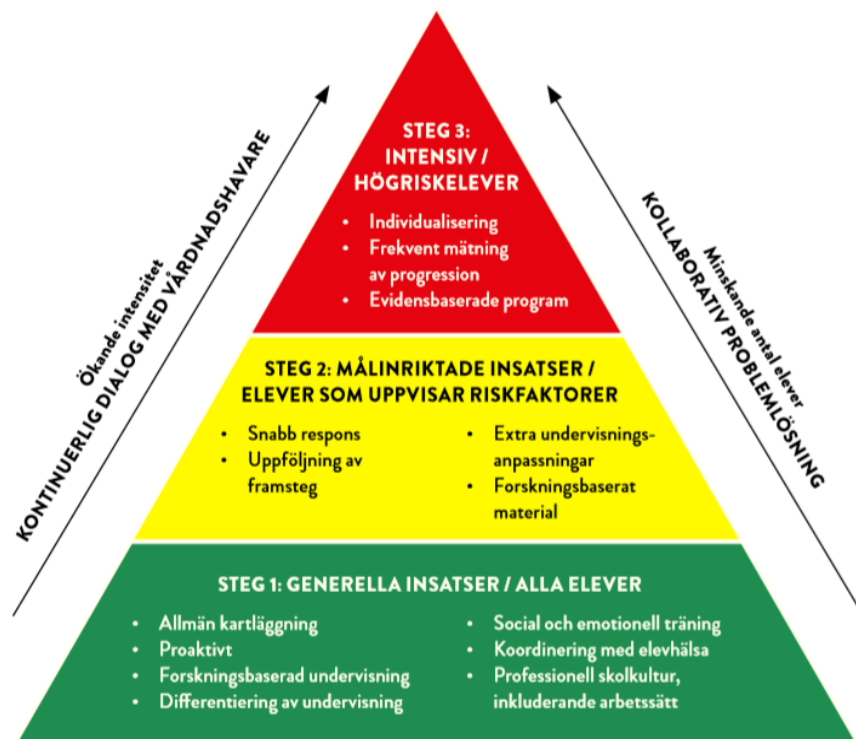 STEG 3:
INTENSIV /
HÖGRISKELEVER
• Individualisering
• Frekvent mätning
av progression
• Evidensbaserade program
Ökande intensitet
KONTINUERLIG DIALOG MED VÅRDNADSHAVARE
Minskande antal elever
KOLLABORATIV PROBLEMLÖSNING
STEG 2: MÅLINRIKTADE INSATSER /
ELEVER SOM UPPVISAR RISKFAKTORER
• Snabb respons
• Uppföljning av
framsteg
• Extra undervisnings-
anpassningar
• Forskningsbaserat
material
STEG 1: GENERELLA INSATSER / ALLA ELEVER
• Allmän kartläggning
• Proaktivt
• Forskningsbaserad undervisning
• Differentiering av undervisning
• Social och emotionell träning
• Koordinering med elevhälsa
• Professionell skolkultur,
inkluderande arbetssätt